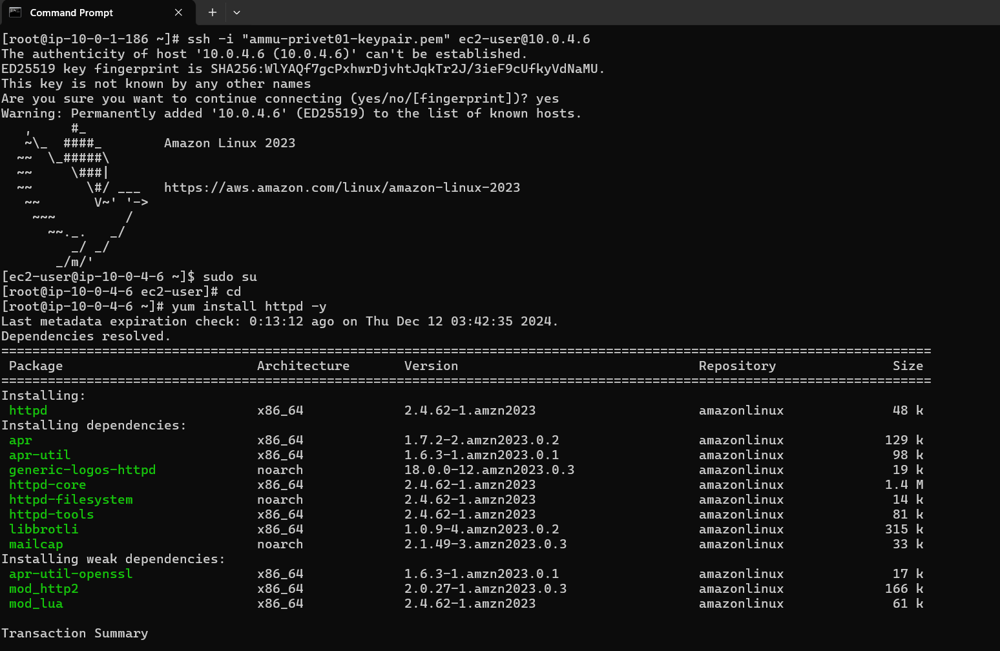 Command Prompt
[root@ip-10-0-1-186 ~]# ssh -i "ammu-privet01-keypair.pem" ec2-user@10.0.4.6
The authenticity of host '10.0.4.6 (10.0.4.6)' can't be established.
ED25519 key fingerprint is SHA256:WlYAQf7gcPxhwrDjvhtJqkTr2J/3ieF9cUfkyVdNaMU.
This key is not known by any other names
Are you sure you want to continue connecting (yes/no/[fingerprint])? yes
Warning: Permanently added '10.0.4.6' (ED25519) to the list of known hosts.
   ,     #_
   ~\_  ####_        Amazon Linux 2023
  ~~  \_#####\
  ~~     \###|
  ~~       \#/ ___   https://aws.amazon.com/linux/amazon-linux-2023
   ~~       V~' '->
    ~~~         /
      ~~._.   _/
         _/ _/
       _/m/'
[ec2-user@ip-10-0-4-6 ~]$ sudo su
[root@ip-10-0-4-6 ec2-user]# cd
[root@ip-10-0-4-6 ~]# yum install httpd -y
Last metadata expiration check: 0:13:12 ago on Thu Dec 12 03:42:35 2024.
Dependencies resolved.
========================================================================================================================
 Package                        Architecture       Version                               Repository               Size
========================================================================================================================
Installing:
 httpd                          x86_64             2.4.62-1.amzn2023                     amazonlinux              48 k
Installing dependencies:
 apr                            x86_64             1.7.2-2.amzn2023.0.2                  amazonlinux             129 k
 apr-util                       x86_64             1.6.3-1.amzn2023.0.1                  amazonlinux              98 k
 generic-logos-httpd            noarch             18.0.0-12.amzn2023.0.3                amazonlinux              19 k
 httpd-core                     x86_64             2.4.62-1.amzn2023                     amazonlinux             1.4 M
 httpd-filesystem               noarch             2.4.62-1.amzn2023                     amazonlinux              14 k
 httpd-tools                    x86_64             2.4.62-1.amzn2023                     amazonlinux              81 k
 libbrotli                      x86_64             1.0.9-4.amzn2023.0.2                  amazonlinux             315 k
 mailcap                        noarch             2.1.49-3.amzn2023.0.3                 amazonlinux              33 k
Installing weak dependencies:
 apr-util-openssl               x86_64             1.6.3-1.amzn2023.0.1                  amazonlinux              17 k
 mod_http2                      x86_64             2.0.27-1.amzn2023.0.3                 amazonlinux             166 k
 mod_lua                        x86_64             2.4.62-1.amzn2023                     amazonlinux              61 k
Transaction Summary